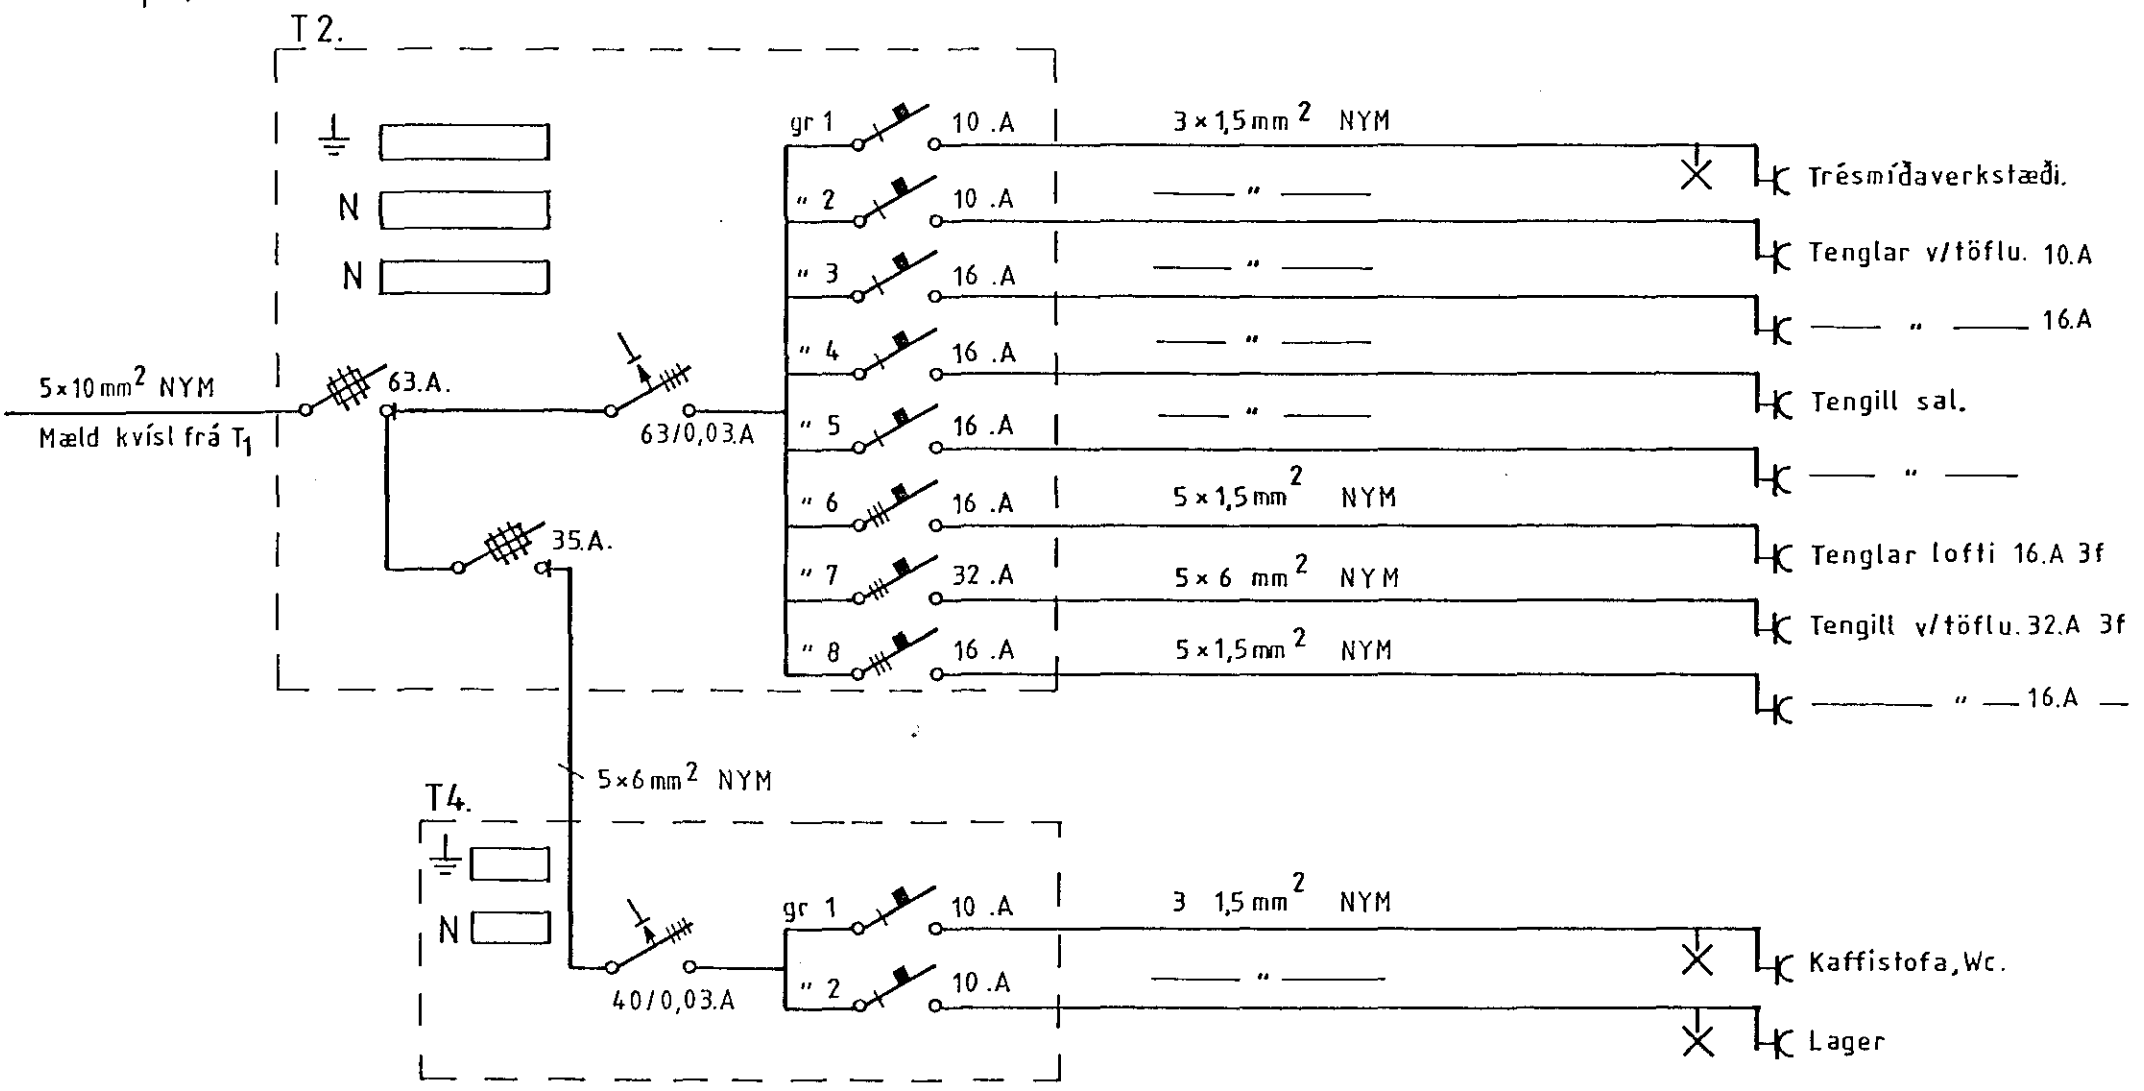 T 2.
gr 1 10 .A 3 × 1,5 mm² NYM
Trésmíðaverkstæði.
" 2 10 .A —— " ——
Tenglar v/töflu. 10.A
" 3 16 .A —— " ——
—— " —— 16.A
" 4 16 .A —— " ——
Tengill sal.
" 5 16 .A —— " ——
—— " ——
" 6 16 .A 5 × 1,5 mm² NYM
Tenglar lofti 16.A 3f
" 7 32 .A 5 × 6 mm² NYM
Tengill v/töflu. 32.A 3f
" 8 16 .A 5 × 1,5 mm² NYM
—— " — 16.A —
N
N
5×10 mm² NYM
Mæld kvísl frá T₁
63.A.
63/0,03.A
35.A.
5×6 mm² NYM
T4.
N
40/0,03.A
gr 1 10 .A 3 1,5 mm² NYM
Kaffistofa, Wc.
" 2 10 .A —— " ——
Lager